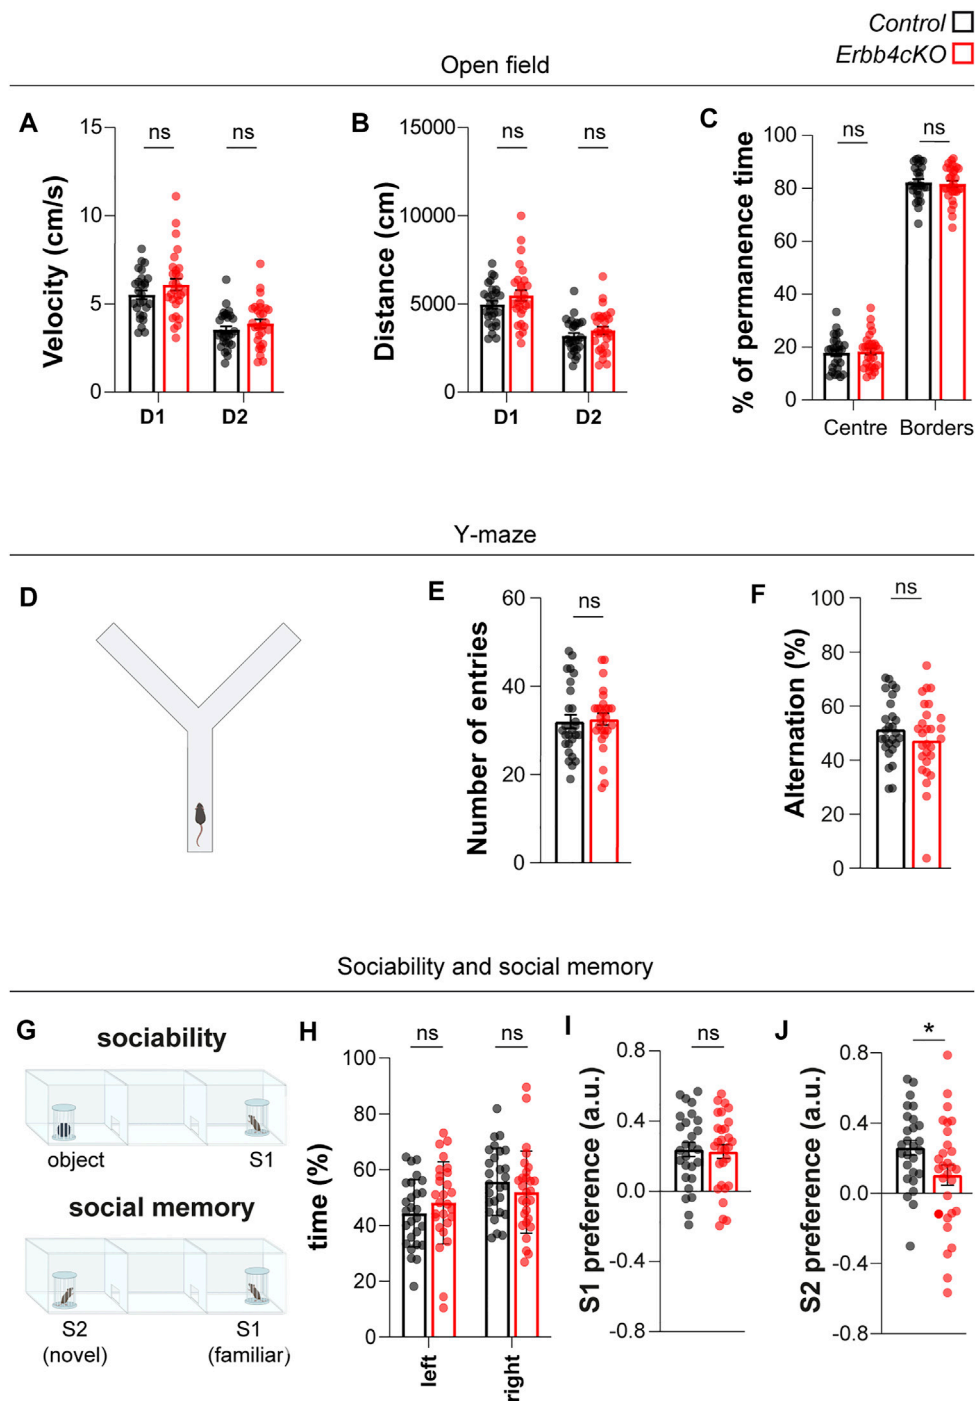 Control
Erbb4cKO
Open field
A
Velocity (cm/s)
15
10
5
0
ns
ns
D1
D2
B
Distance (cm)
15000
10000
5000
0
ns
ns
D1
D2
C
% of permanence time
100
80
60
40
20
0
ns
ns
Centre
Borders
Y-maze
D
E
Number of entries
60
40
20
0
ns
F
Alternation (%)
100
80
60
40
20
0
ns
Sociability and social memory
G
sociability
object
S1
social memory
S2
(novel)
S1
(familiar)
H
time (%)
100
80
60
40
20
0
ns
ns
left
right
I
S1 preference (a.u.)
0.8
0.4
0.0
-0.4
-0.8
ns
J
S2 preference (a.u.)
0.8
0.4
0.0
-0.4
-0.8
*